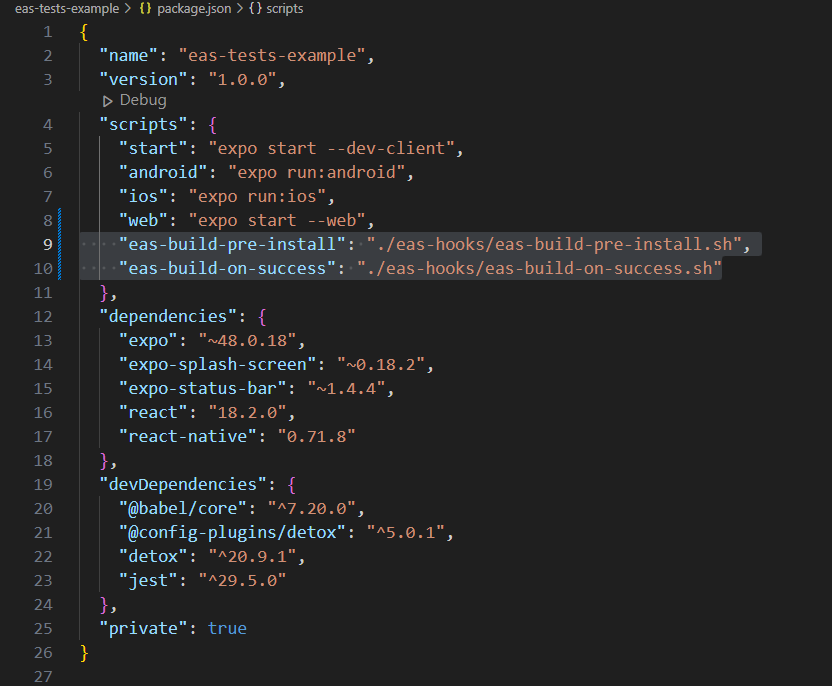 eas-tests-example > {} package.json > {} scripts
1 {
2 "name": "eas-tests-example",
3 "version": "1.0.0",
Debug
4 "scripts": {
5 "start": "expo start --dev-client",
6 "android": "expo run:android",
7 "ios": "expo run:ios",
8 "web": "expo start --web",
9 "eas-build-pre-install": "./eas-hooks/eas-build-pre-install.sh",
10 "eas-build-on-success": "./eas-hooks/eas-build-on-success.sh"
11 },
12 "dependencies": {
13 "expo": "~48.0.18",
14 "expo-splash-screen": "~0.18.2",
15 "expo-status-bar": "~1.4.4",
16 "react": "18.2.0",
17 "react-native": "0.71.8"
18 },
19 "devDependencies": {
20 "@babel/core": "^7.20.0",
21 "@config-plugins/detox": "^5.0.1",
22 "detox": "^20.9.1",
23 "jest": "^29.5.0"
24 },
25 "private": true
26 }
27